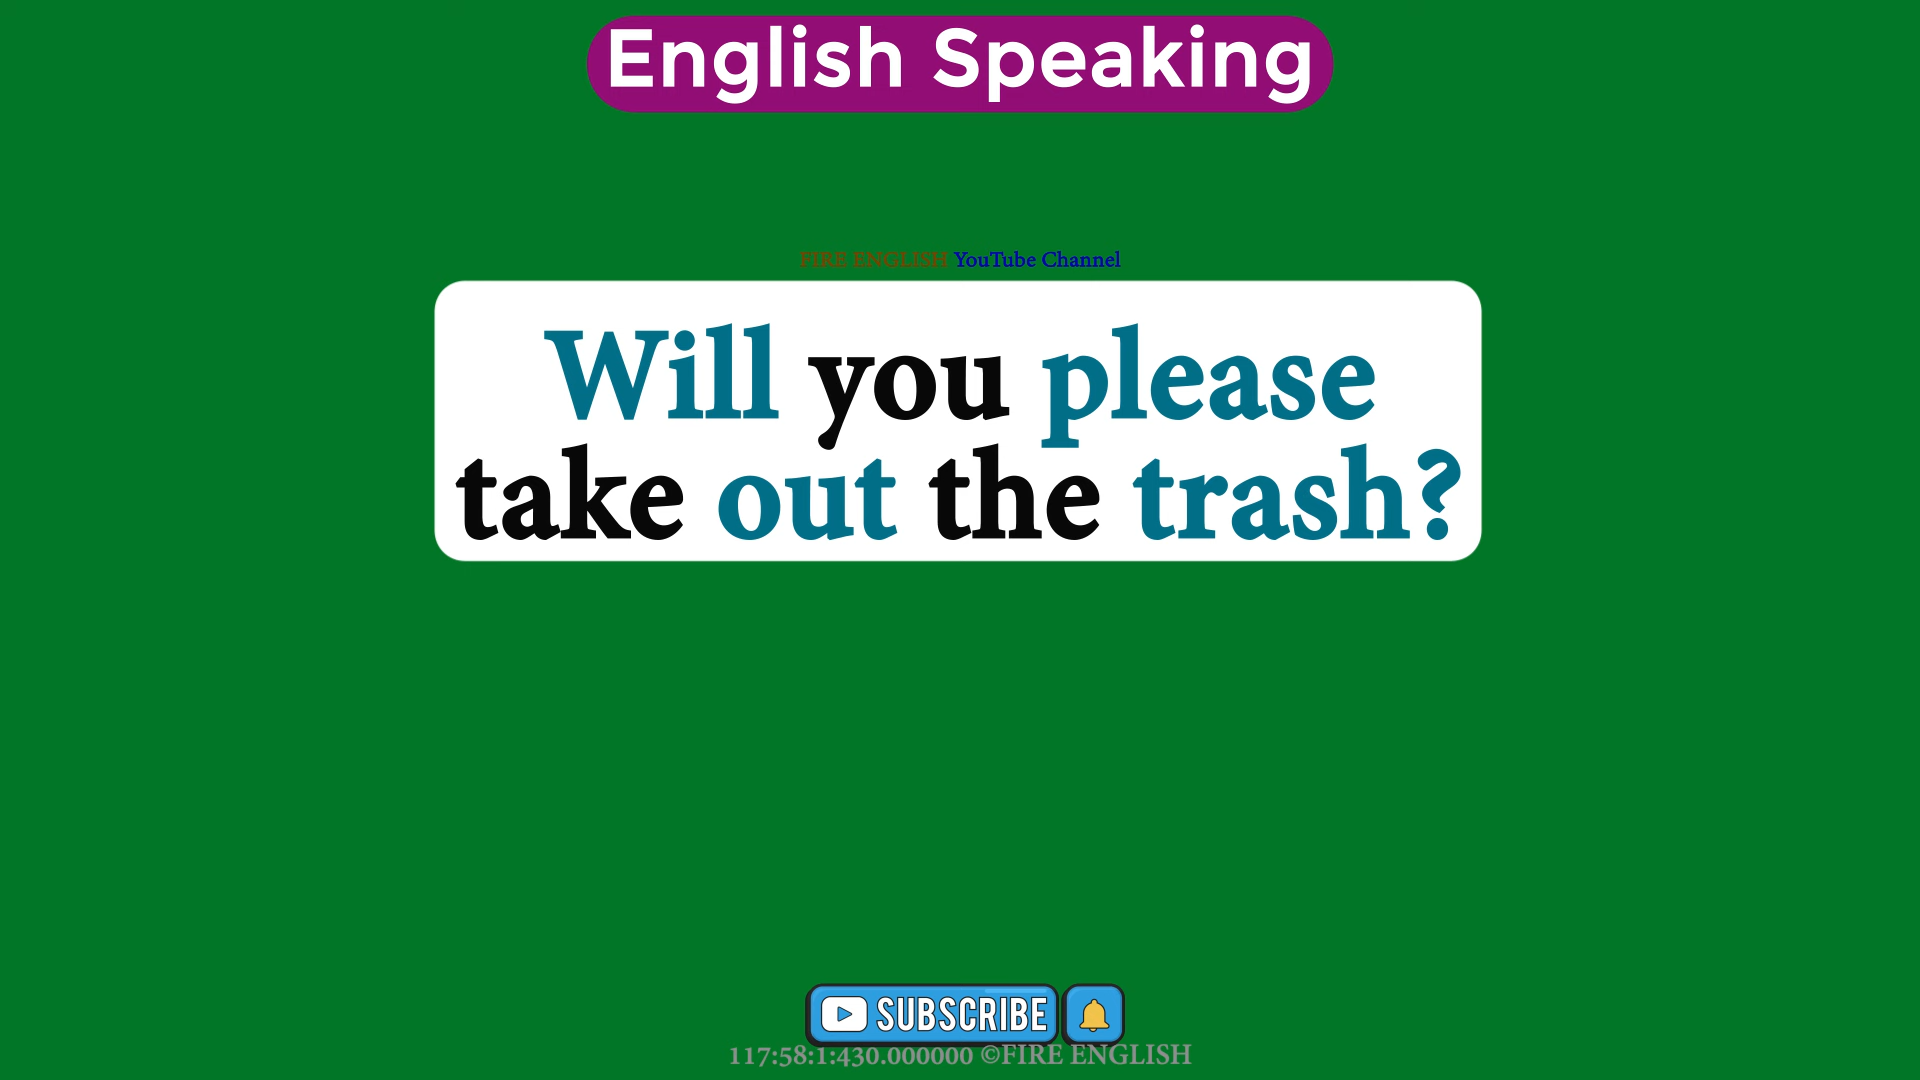 English Speaking
FIRE ENGLISH YouTube Channel
Will you please
take out the trash?
SUBSCRIBE
117:58:1:430.000000 ©FIRE ENGLISH